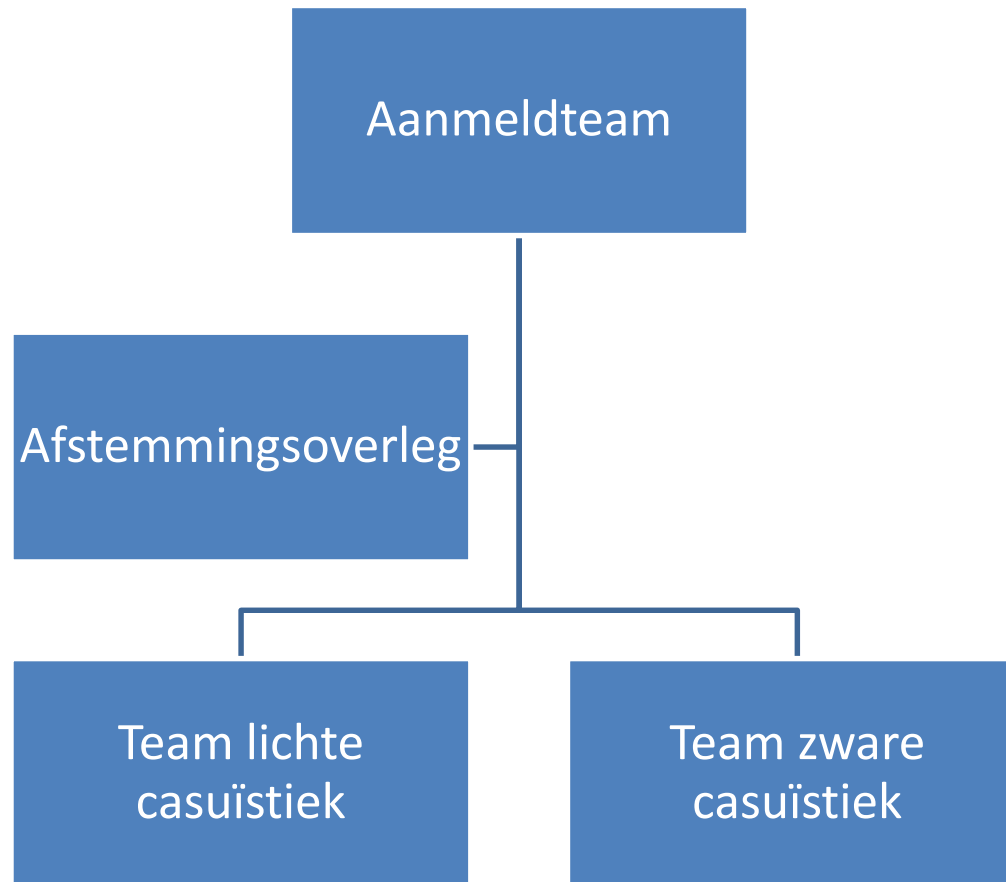 Aanmeldteam
Afstemmingsoverleg
Team lichte
casuïstiek
Team zware
casuïstiek